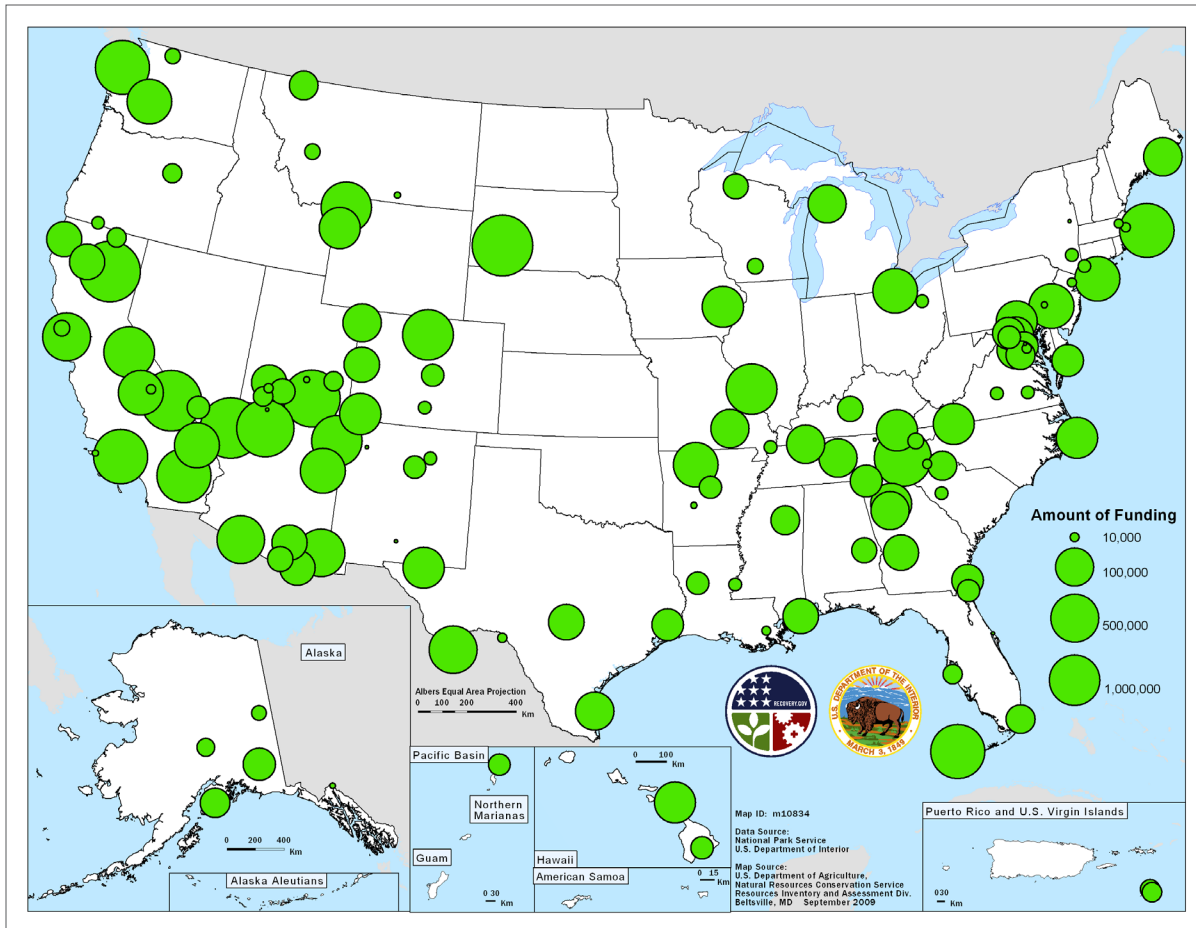 Amount of Funding
10,000
100,000
500,000
1,000,000
Alaska
Albers Equal Area Projection
0 100 200 400
Km
RECOVERY.GOV
U.S. DEPARTMENT OF THE INTERIOR
MARCH 3, 1849
0 200 400
Km
Alaska Aleutians
Pacific Basin
Northern
Marianas
Guam
0 30
Km
0 100
Km
Hawaii
American Samoa
0 15
Km
Map ID: m10834
Data Source:
National Park Service
U.S. Department of Interior
Map Source:
U.S. Department of Agriculture,
Natural Resources Conservation Service
Resources Inventory and Assessment Div.
Beltsville, MD September 2009
Puerto Rico and U.S. Virgin Islands
0 30
Km